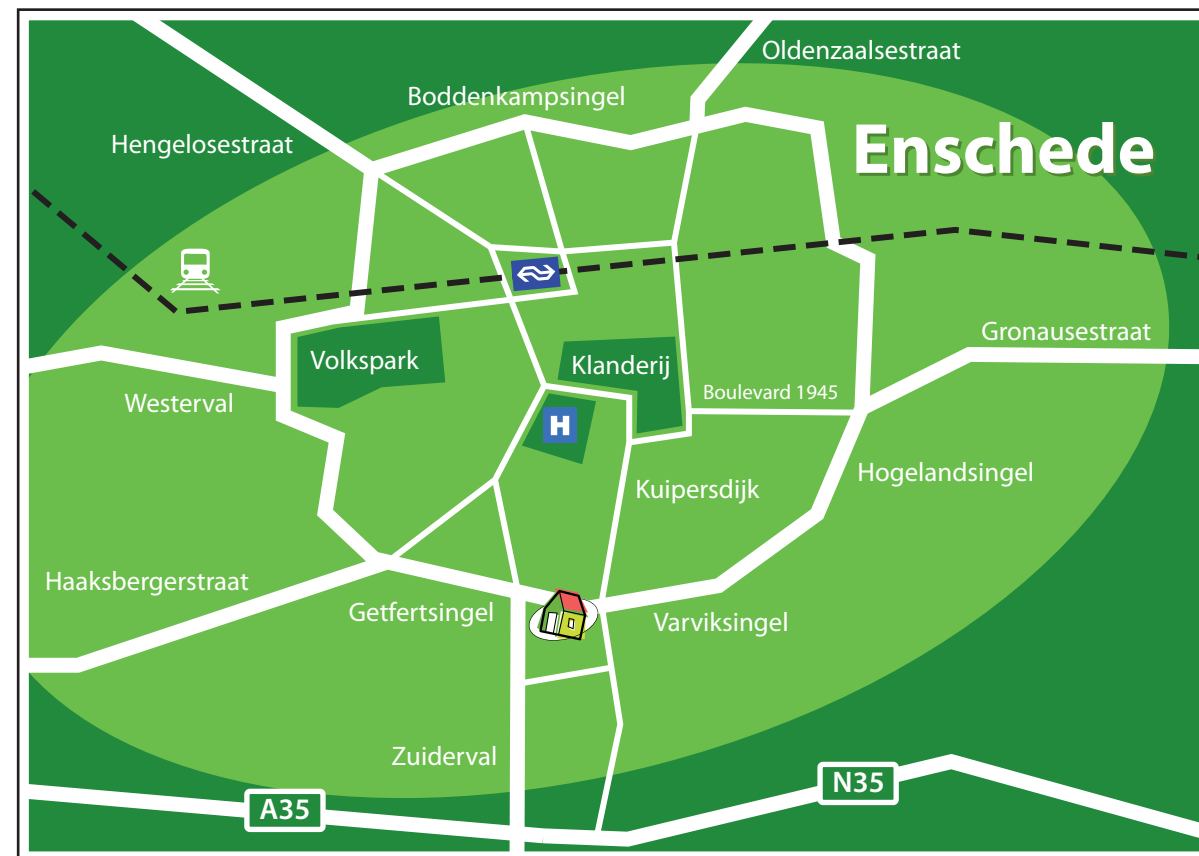 Oldenzaalsestraat
Boddenkampsingel
Hengelosestraat
Enschede
Gronausestraat
Volkspark
Klanderij
Boulevard 1945
Westerval
H
Hogelandsingel
Kuipersdijk
Haaksbergerstraat
Getfertsingel
Varviksingel
Zuiderval
N35
A35